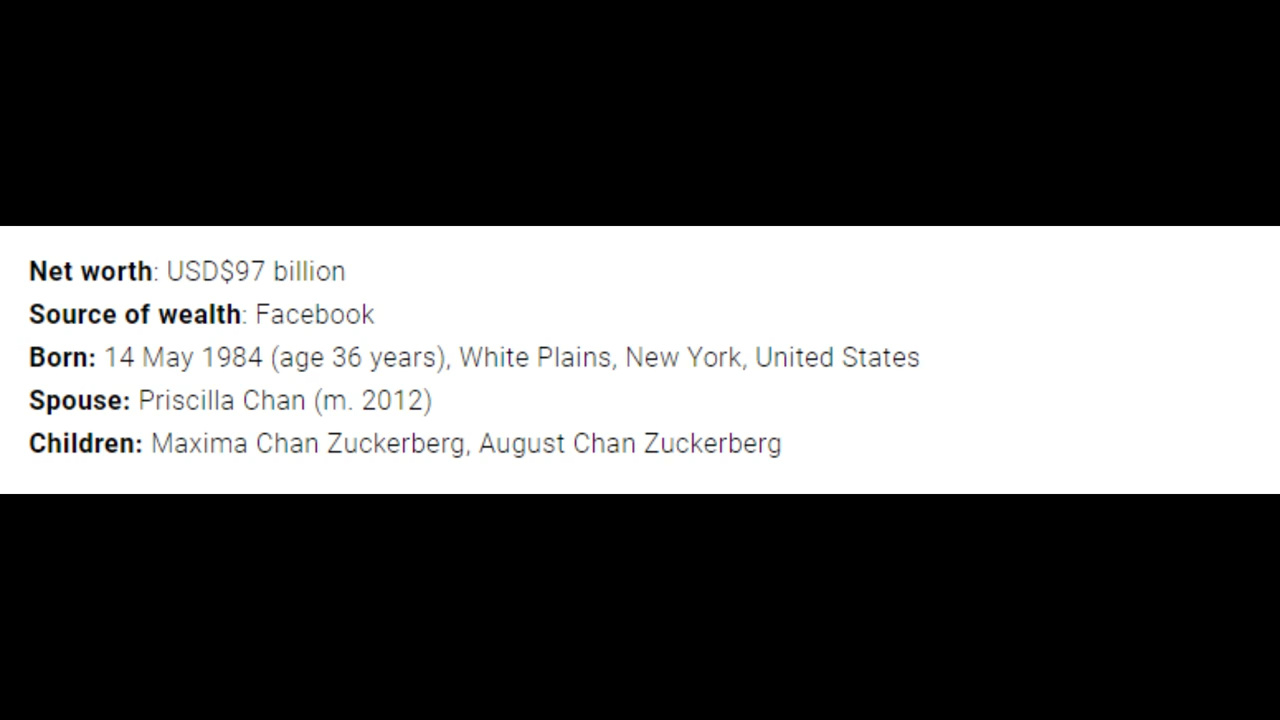 Net worth: USD$97 billion
Source of wealth: Facebook
Born: 14 May 1984 (age 36 years), White Plains, New York, United States
Spouse: Priscilla Chan (m. 2012)
Children: Maxima Chan Zuckerberg, August Chan Zuckerberg